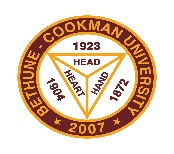 BETHUNE - COOKMAN UNIVERSITY
1923
HEAD
HEART
HAND
1904
1872
2007